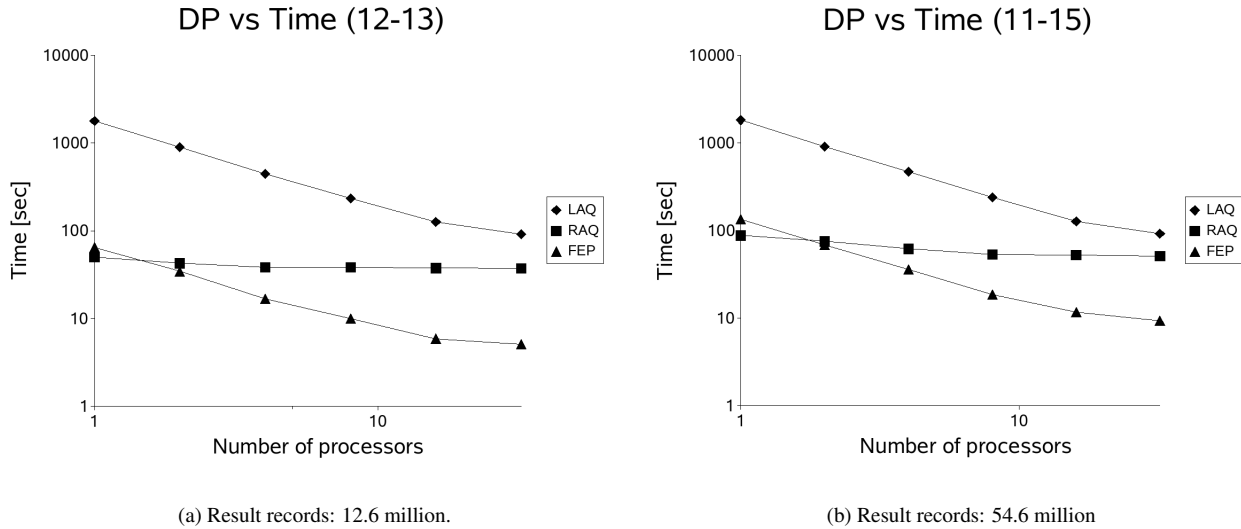 DP vs Time (12-13)
10000
1000
100
10
1
Time [sec]
1
10
Number of processors
LAQ
RAQ
FEP
(a) Result records: 12.6 million.
DP vs Time (11-15)
10000
1000
100
10
1
Time [sec]
1
10
Number of processors
LAQ
RAQ
FEP
(b) Result records: 54.6 million